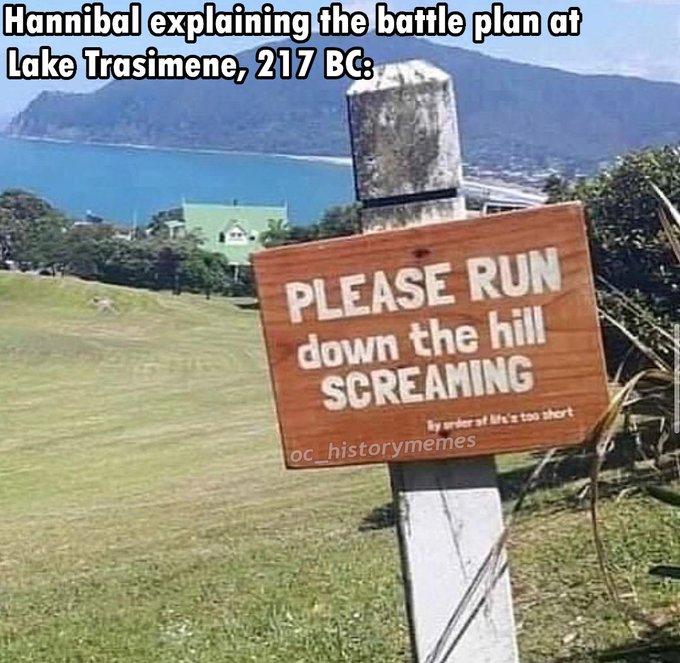 Hannibal explaining the battle plan at
Lake Trasimene, 217 BC:
PLEASE RUN
down the hill
SCREAMING
By order of life's too short
oc_historymemes